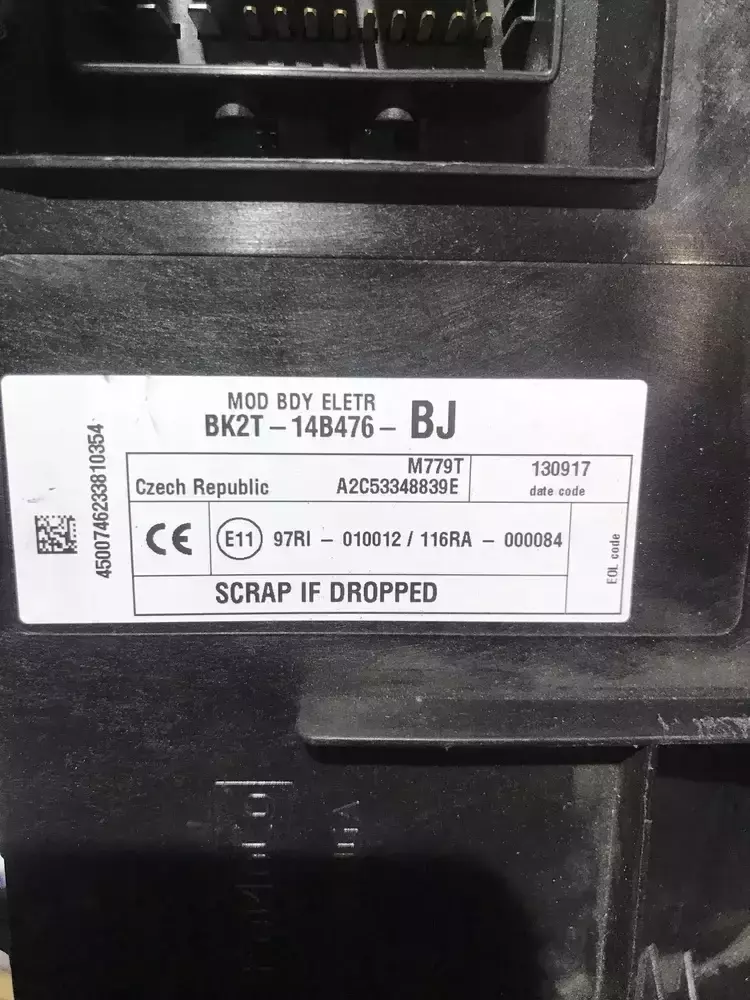 MOD BDY ELETR
BK2T-14B476- BJ
M779T
Czech Republic A2C53348839E
130917
date code
4500746233810354
CE
E11 97RI - 010012 / 116RA - 000084
EOL code
SCRAP IF DROPPED